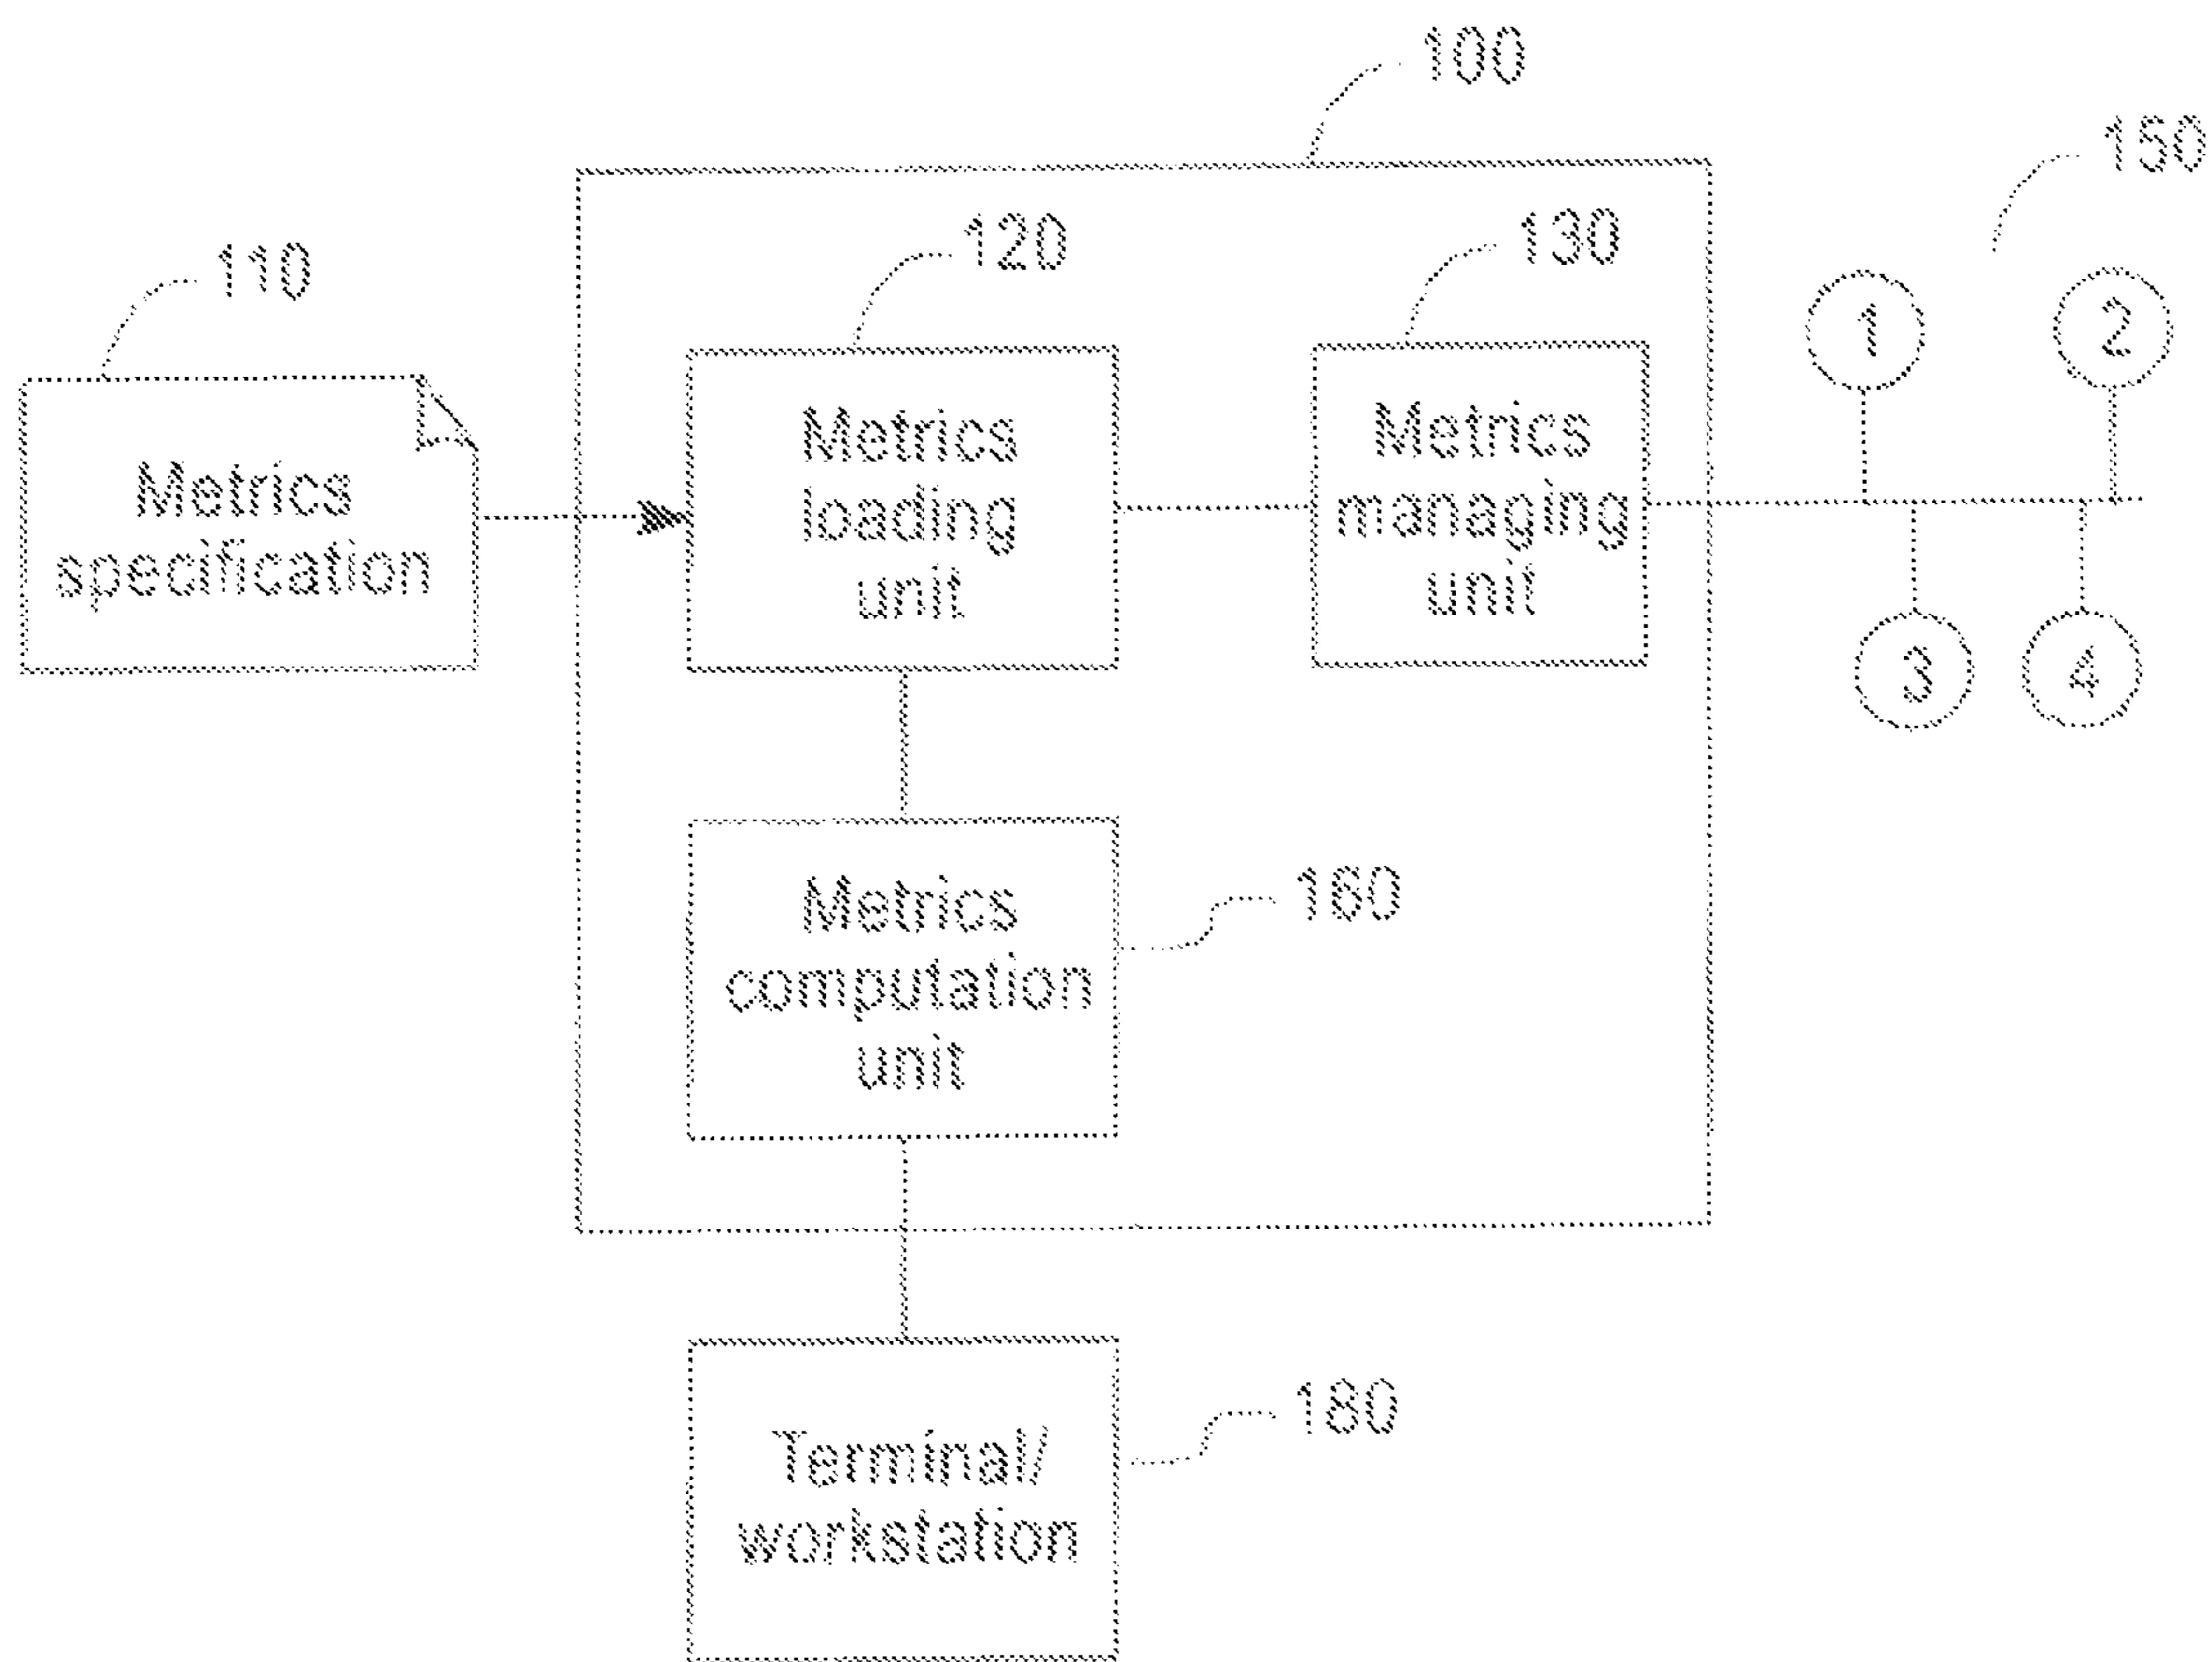 100
150
110
120
130
1
2
Metrics
specification
Metrics
loading
unit
Metrics
managing
unit
3
4
Metrics
computation
unit
160
Terminal/
workstation
180